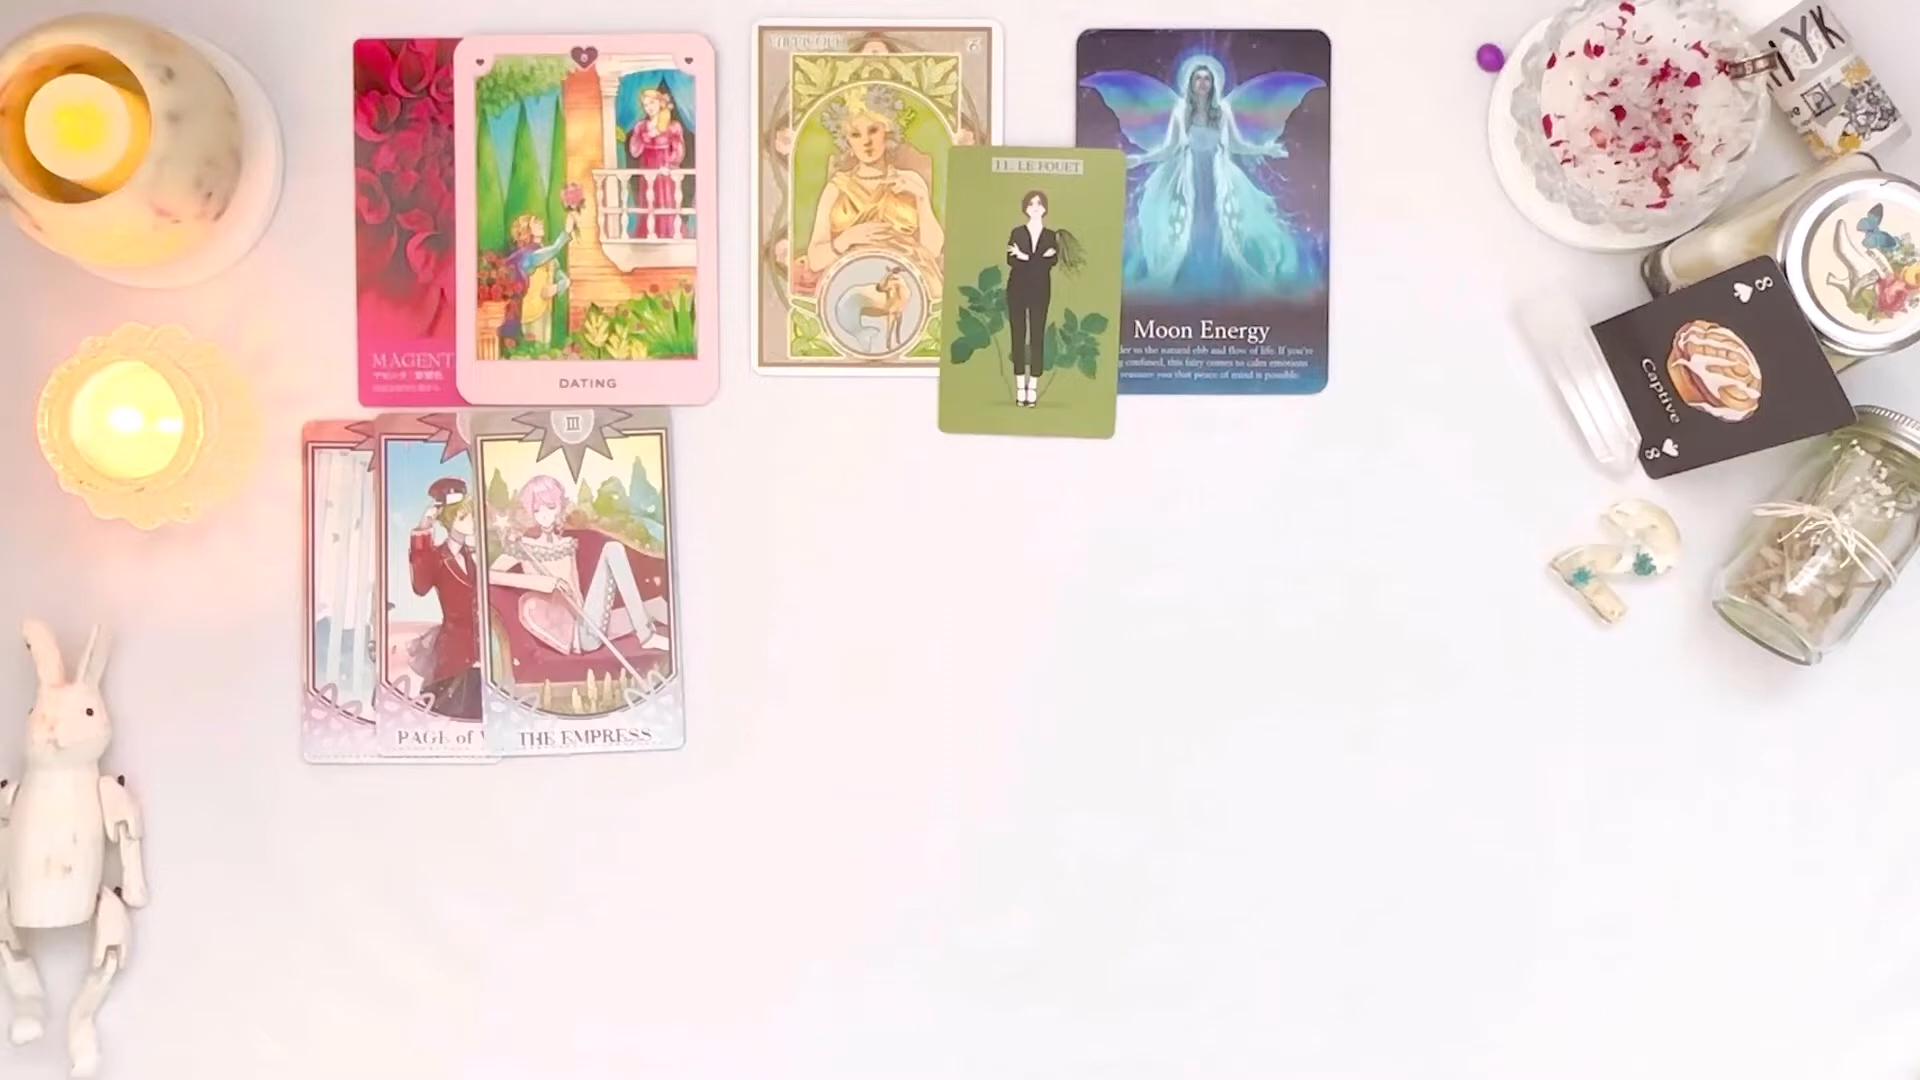 MAGENT
DATING
11. LE FOUET
Moon Energy
der to the natural ebb and flow of life. If you're
confused, this fairy comes to calm emotions
reassure you that peace of mind is possible.
III
PAGE of
THE EMPRESS
8
Captive
8